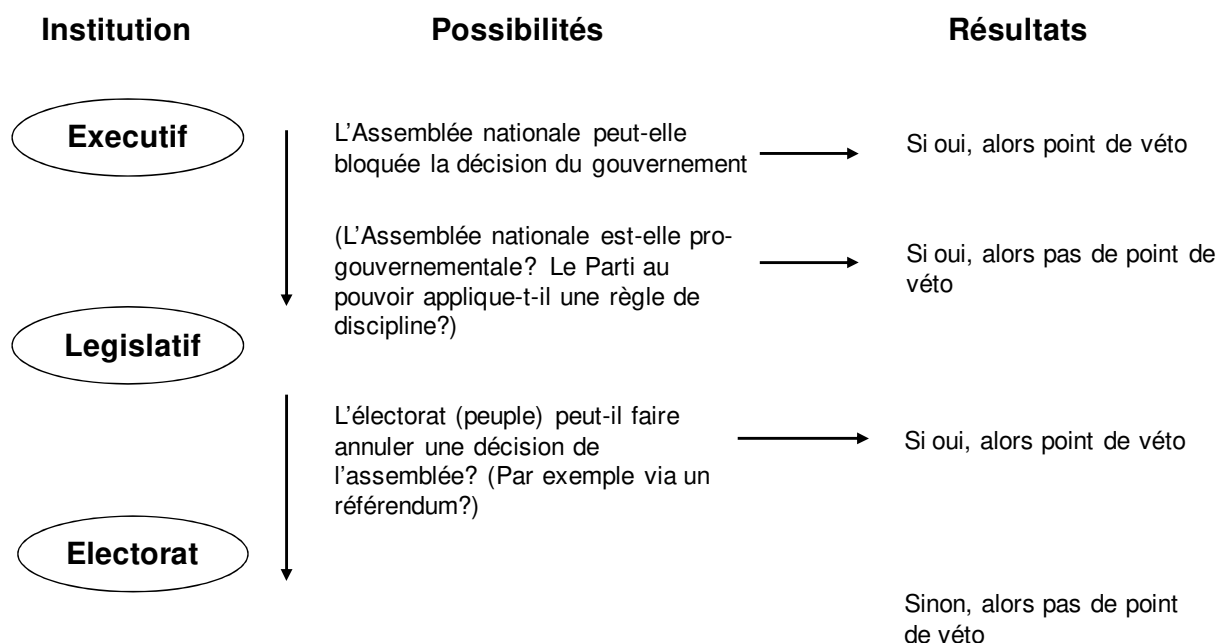 Institution
Possibilités
Résultats
Executif
L'Assemblée nationale peut-elle
bloquée la décision du gouvernement
Si oui, alors point de véto
(L'Assemblée nationale est-elle pro-
gouvernementale? Le Parti au
pouvoir applique-t-il une règle de
discipline?)
Si oui, alors pas de point de
véto
Legislatif
L'électorat (peuple) peut-il faire
annuler une décision de
l'assemblée? (Par exemple via un
référendum?)
Si oui, alors point de véto
Electorat
Sinon, alors pas de point
de véto